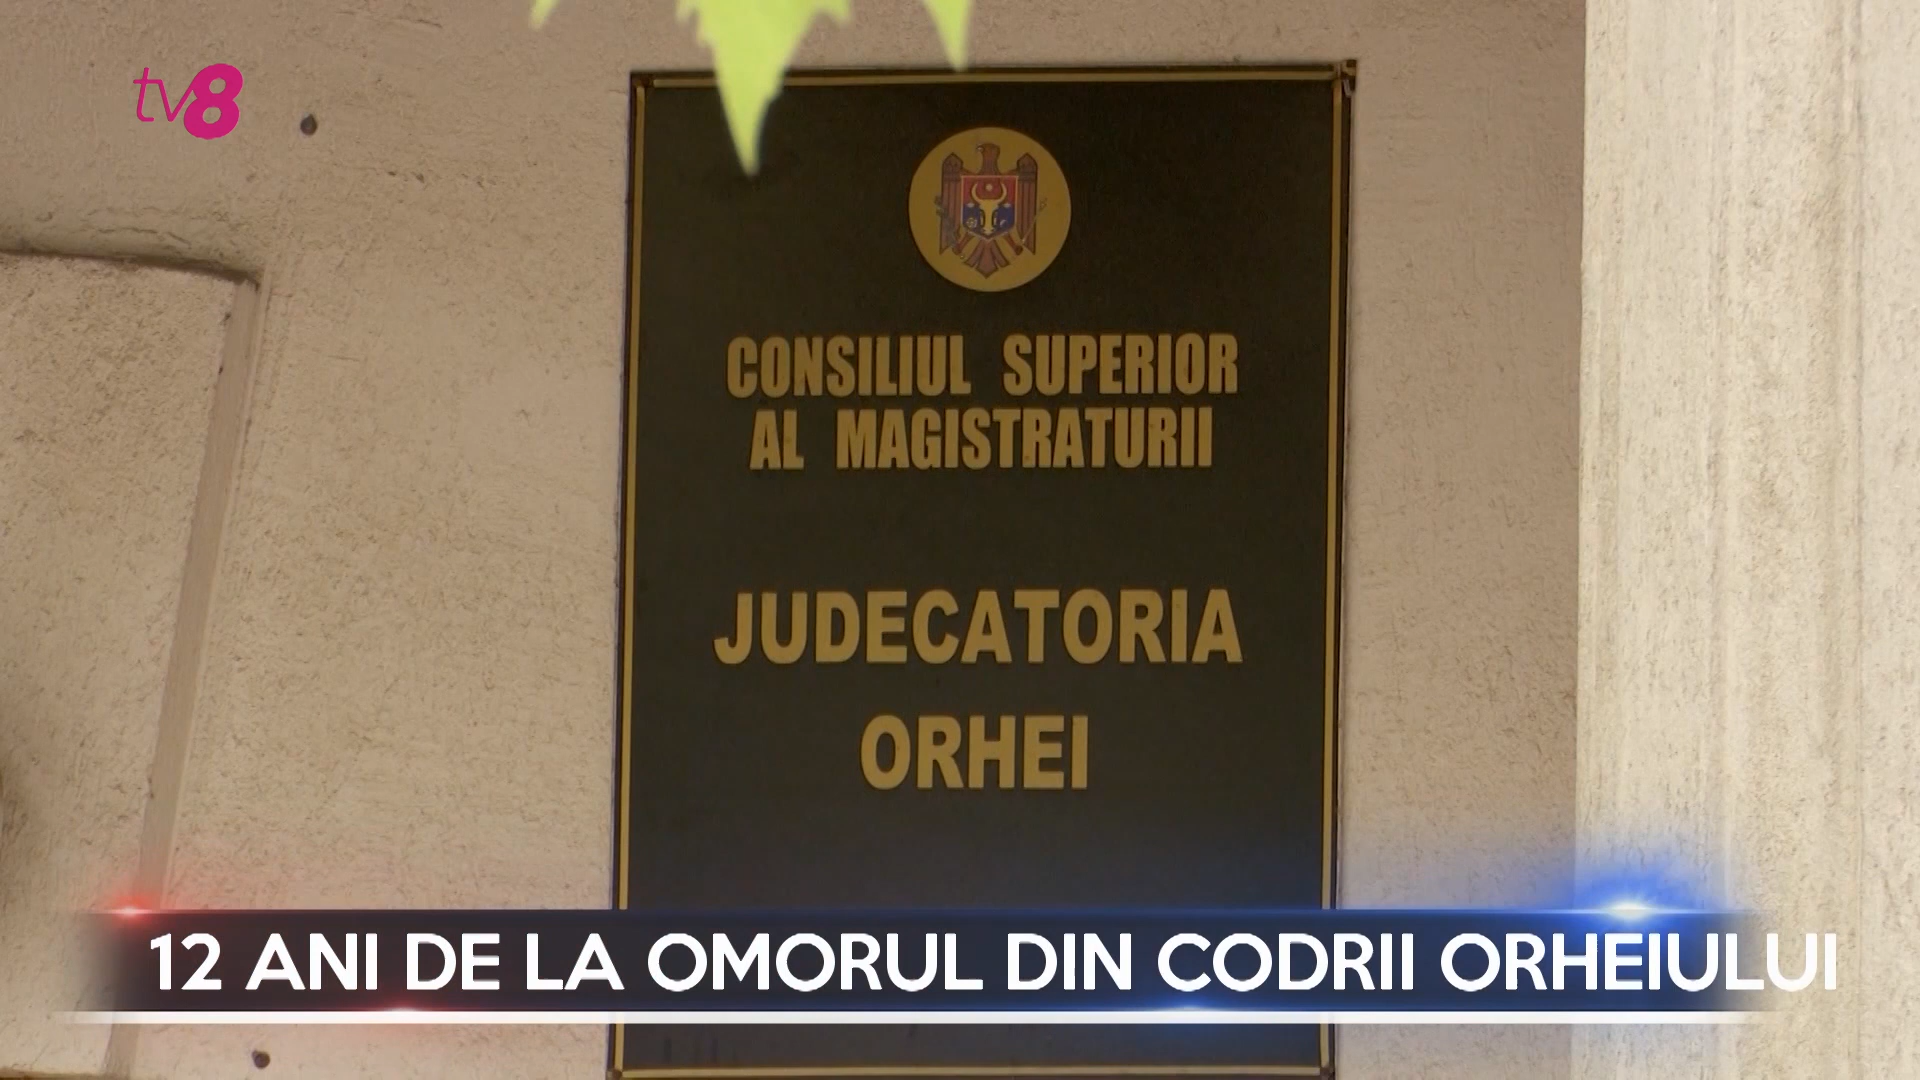 tv8
CONSILIUL SUPERIOR
AL MAGISTRATURII
JUDECATORIA
ORHEI
12 ANI DE LA OMORUL DIN CODRII ORHEIULUI